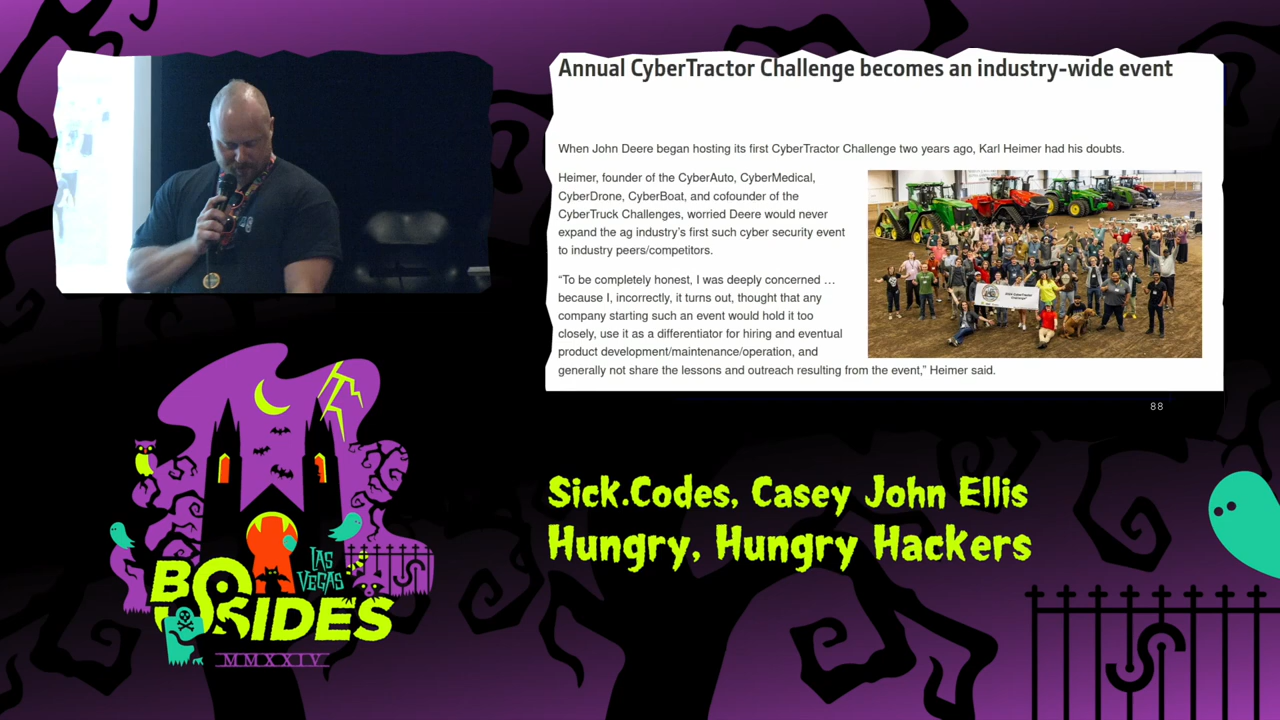 Annual CyberTractor Challenge becomes an industry-wide event
When John Deere began hosting its first CyberTractor Challenge two years ago, Karl Heimer had his doubts.
Heimer, founder of the CyberAuto, CyberMedical,
CyberDrone, CyberBoat, and cofounder of the
CyberTruck Challenges, worried Deere would never
expand the ag industry’s first such cyber security event
to industry peers/competitors.
“To be completely honest, I was deeply concerned …
because I, incorrectly, it turns out, thought that any
company starting such an event would hold it too
closely, use it as a differentiator for hiring and eventual
product development/maintenance/operation, and
generally not share the lessons and outreach resulting from the event,” Heimer said.
88
Sick.Codes, Casey John Ellis
Hungry, Hungry Hackers
LAS
VEGAS
BSIDES
MMXXIV